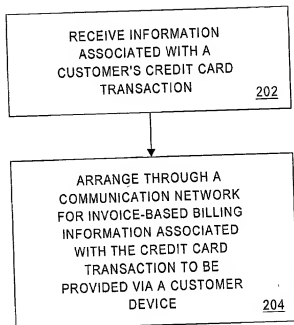 RECEIVE INFORMATION
ASSOCIATED WITH A
CUSTOMER'S CREDIT CARD
TRANSACTION
202
ARRANGE THROUGH A
COMMUNICATION NETWORK
FOR INVOICE-BASED BILLING
INFORMATION ASSOCIATED
WITH THE CREDIT CARD
TRANSACTION TO BE
PROVIDED VIA A CUSTOMER
DEVICE
204